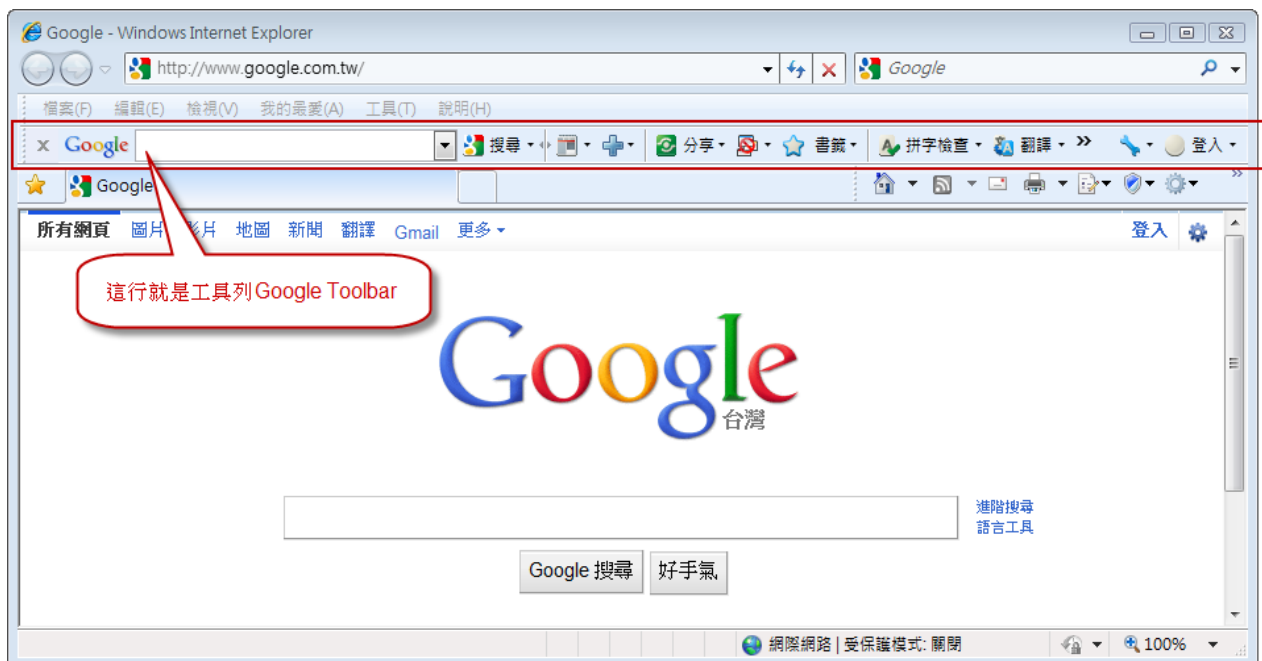 Google - Windows Internet Explorer
http://www.google.com.tw/
Google
檔案(F) 編輯(E) 檢視(V) 我的最愛(A) 工具(T) 說明(H)
x Google 搜尋 分享 書籤 拼字檢查 翻譯 » 登入
Google »
所有網頁 圖片 影片 地圖 新聞 翻譯 Gmail 更多 登入
這行就是工具列Google Toolbar
Google
台灣
進階搜尋
語言工具
Google 搜尋 好手氣
網際網路 | 受保護模式: 關閉 100%